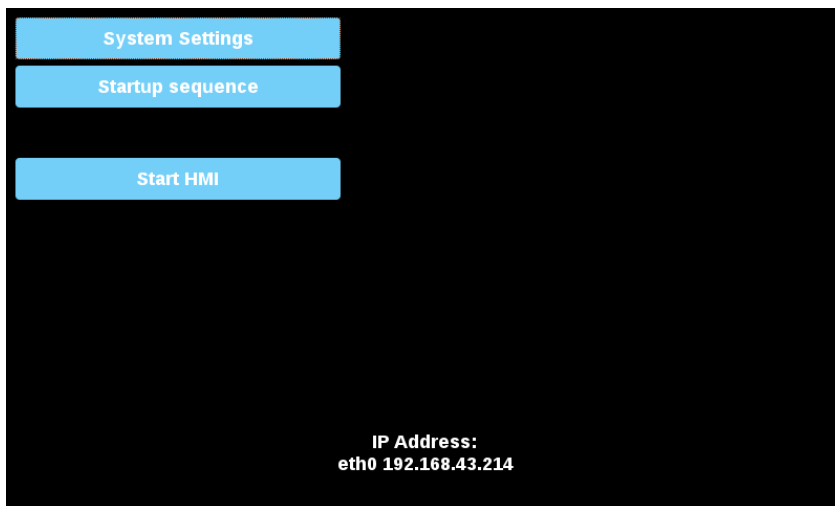 System Settings
Startup sequence
Start HMI
IP Address:
eth0 192.168.43.214